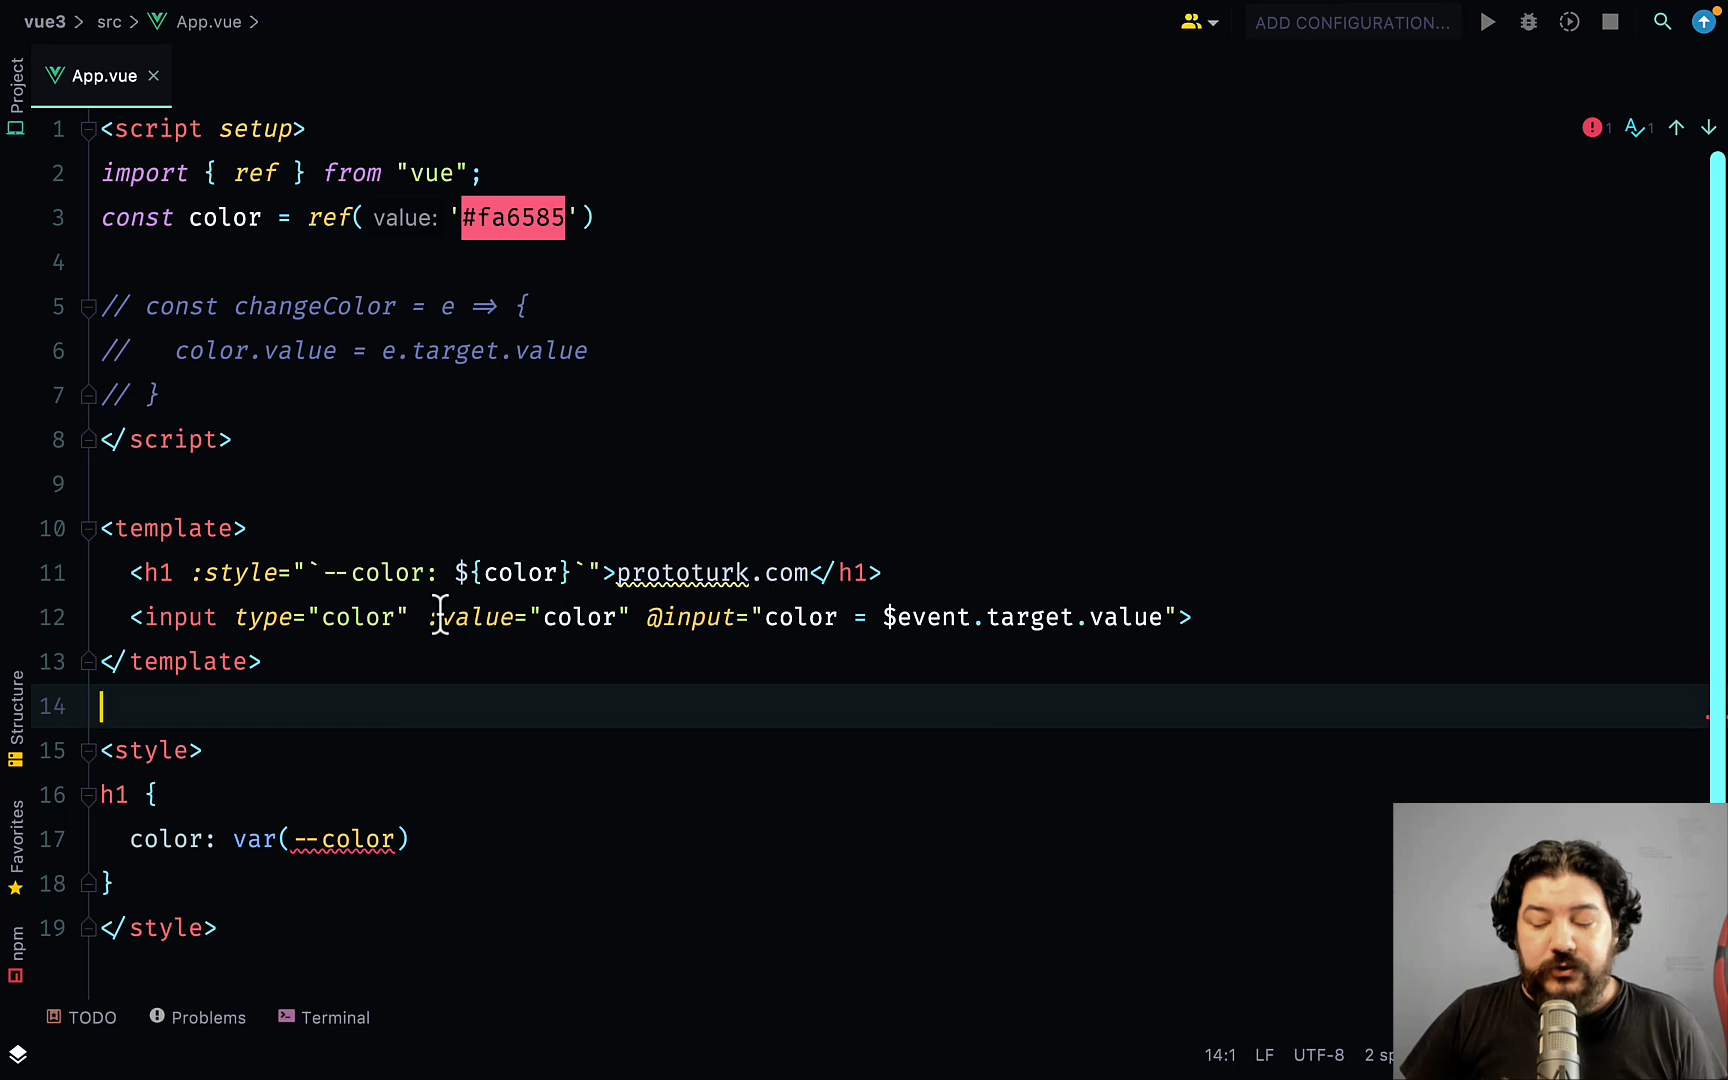 vue3 > src > App.vue >
ADD CONFIGURATION...
App.vue
Project
1 <script setup>
1 1
2 import { ref } from "vue";
3 const color = ref( value: '#fa6585')
4
5 // const changeColor = e => {
6 //   color.value = e.target.value
7 // }
8 </script>
9
10 <template>
11   <h1 :style="`--color: ${color}`">prototurk.com</h1>
12   <input type="color" :value="color" @input="color = $event.target.value">
13 </template>
14
15 <style>
16 h1 {
17   color: var(--color)
18 }
19 </style>
Structure
Favorites
npm
TODO
Problems
Terminal
14:1 LF UTF-8 2 sp